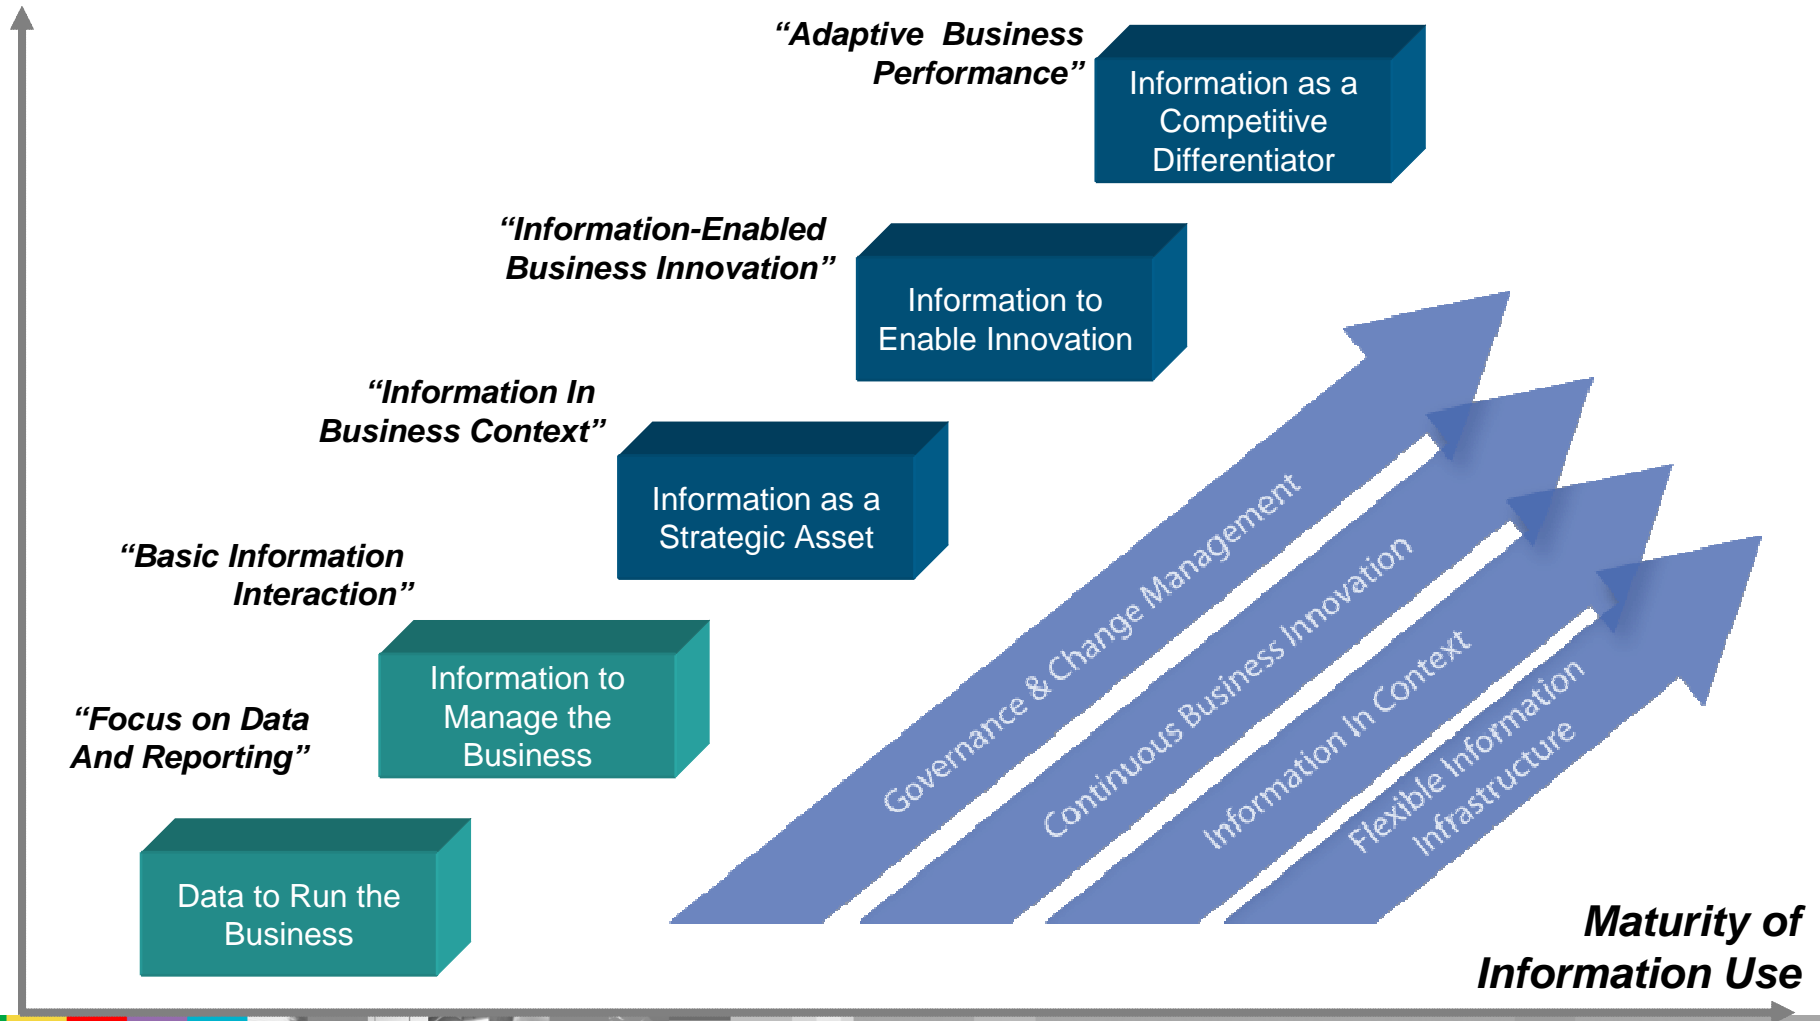 “Adaptive Business
Performance”
Information as a
Competitive
Differentiator
“Information-Enabled
Business Innovation”
Information to
Enable Innovation
“Information In
Business Context”
Information as a
Strategic Asset
“Basic Information
Interaction”
Information to
Manage the
Business
“Focus on Data
And Reporting”
Data to Run the
Business
Governance & Change Management
Continuous Business Innovation
Information In Context
Flexible Information
Infrastructure
Maturity of
Information Use